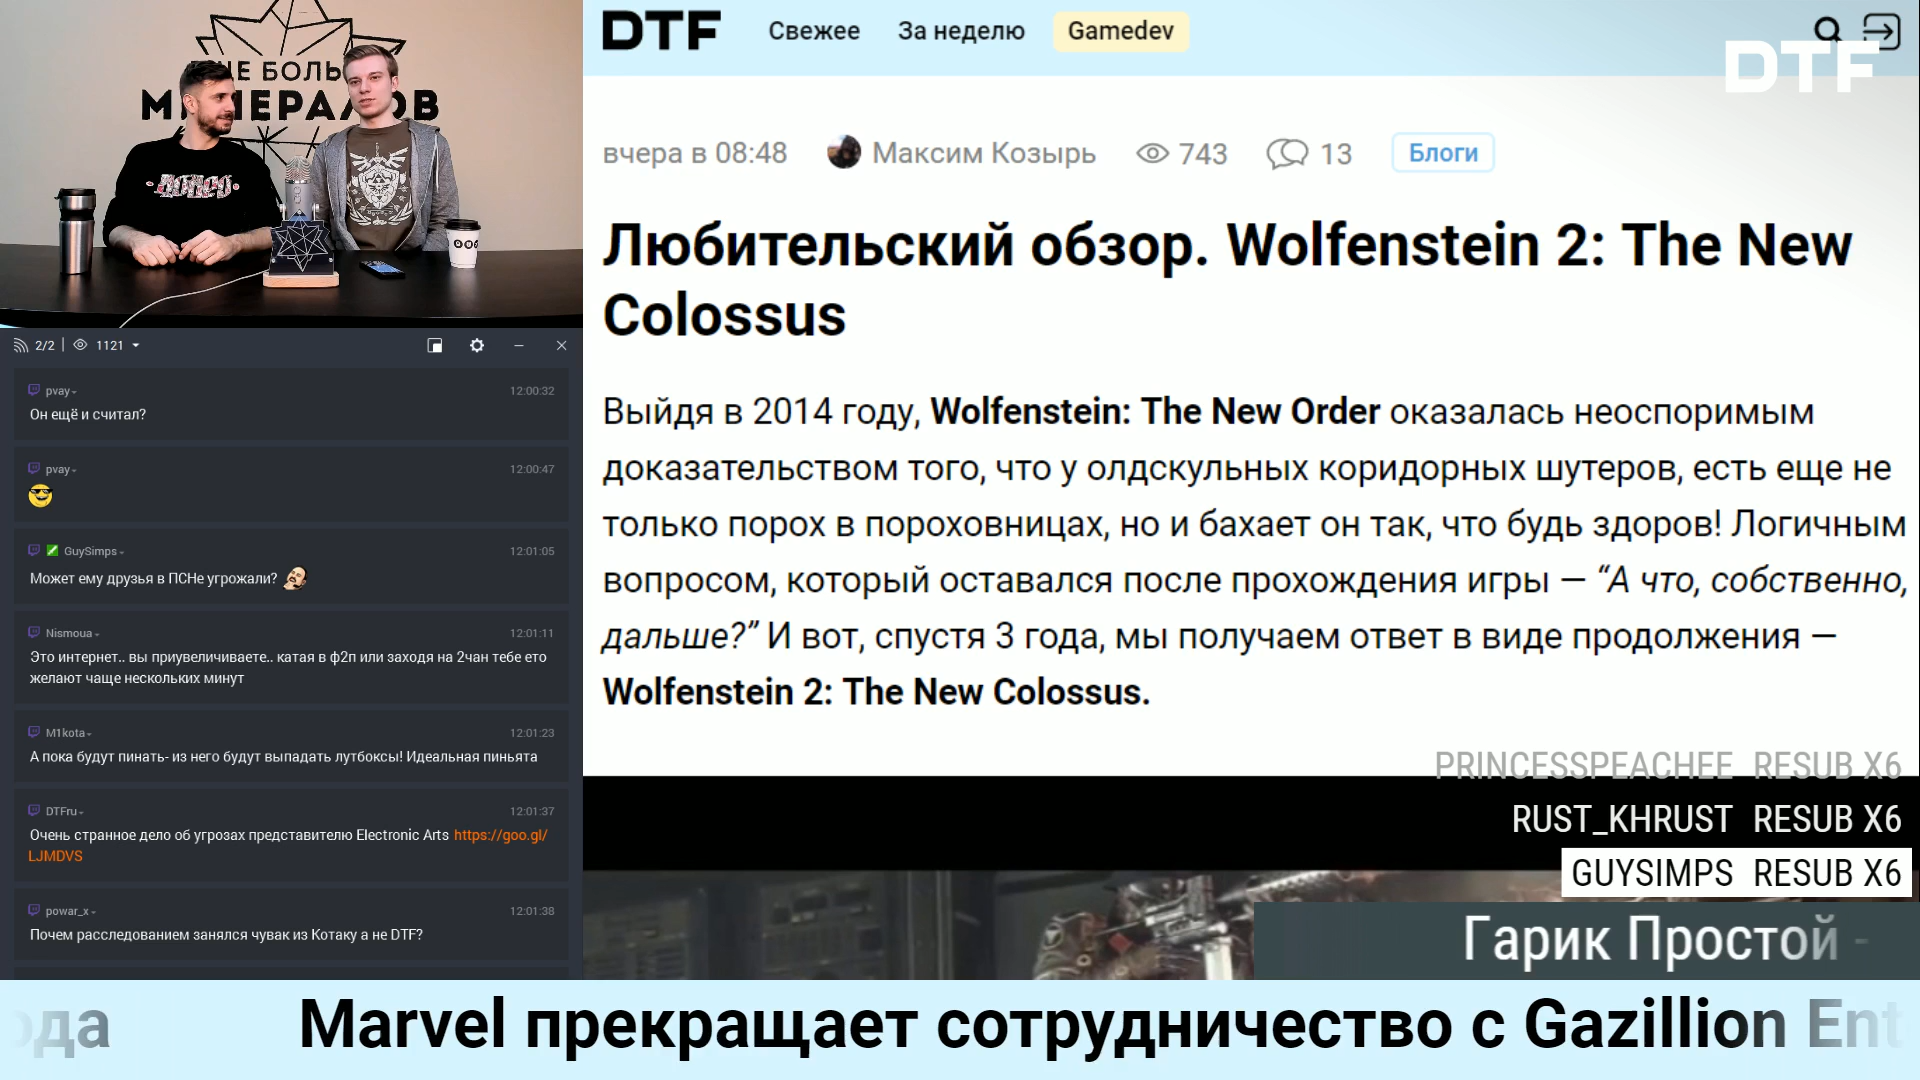 БОЛЬ
DTF
Свежее
За неделю
Gamedev
DTF
вчера в 08:48
Максим Козырь
743
13
Блоги
Любительский обзор. Wolfenstein 2: The New
Colossus
Выйдя в 2014 году, Wolfenstein: The New Order оказалась неоспоримым
доказательством того, что у олдскульных коридорных шутеров, есть еще не
только порох в пороховницах, но и бахает он так, что будь здоров! Логичным
вопросом, который оставался после прохождения игры — “А что, собственно,
дальше?” И вот, спустя 3 года, мы получаем ответ в виде продолжения —
Wolfenstein 2: The New Colossus.
2/2
1121
pvay
12:00:32
Он ещё и считал?
pvay
12:00:47
GuySimps
12:01:05
Может ему друзья в ПСНе угрожали?
Nismoua
12:01:11
Это интернет.. вы приувеличиваете.. катая в ф2п или заходя на 2чан тебе ето
желают чаще нескольких минут
M1kota
12:01:23
А пока будут пинать- из него будут выпадать лутбоксы! Идеальная пиньята
DTFru
12:01:37
Очень странное дело об угрозах представителю Electronic Arts https://goo.gl/
LJMDVS
powar_x
12:01:38
Почем расследованием занялся чувак из Котаку а не DTF?
PRINCESSPEACHEE RESUB X6
RUST_KHRUST RESUB X6
GUYSIMPS RESUB X6
Гарик Простой -
ода
Marvel прекращает сотрудничество с Gazillion Ent